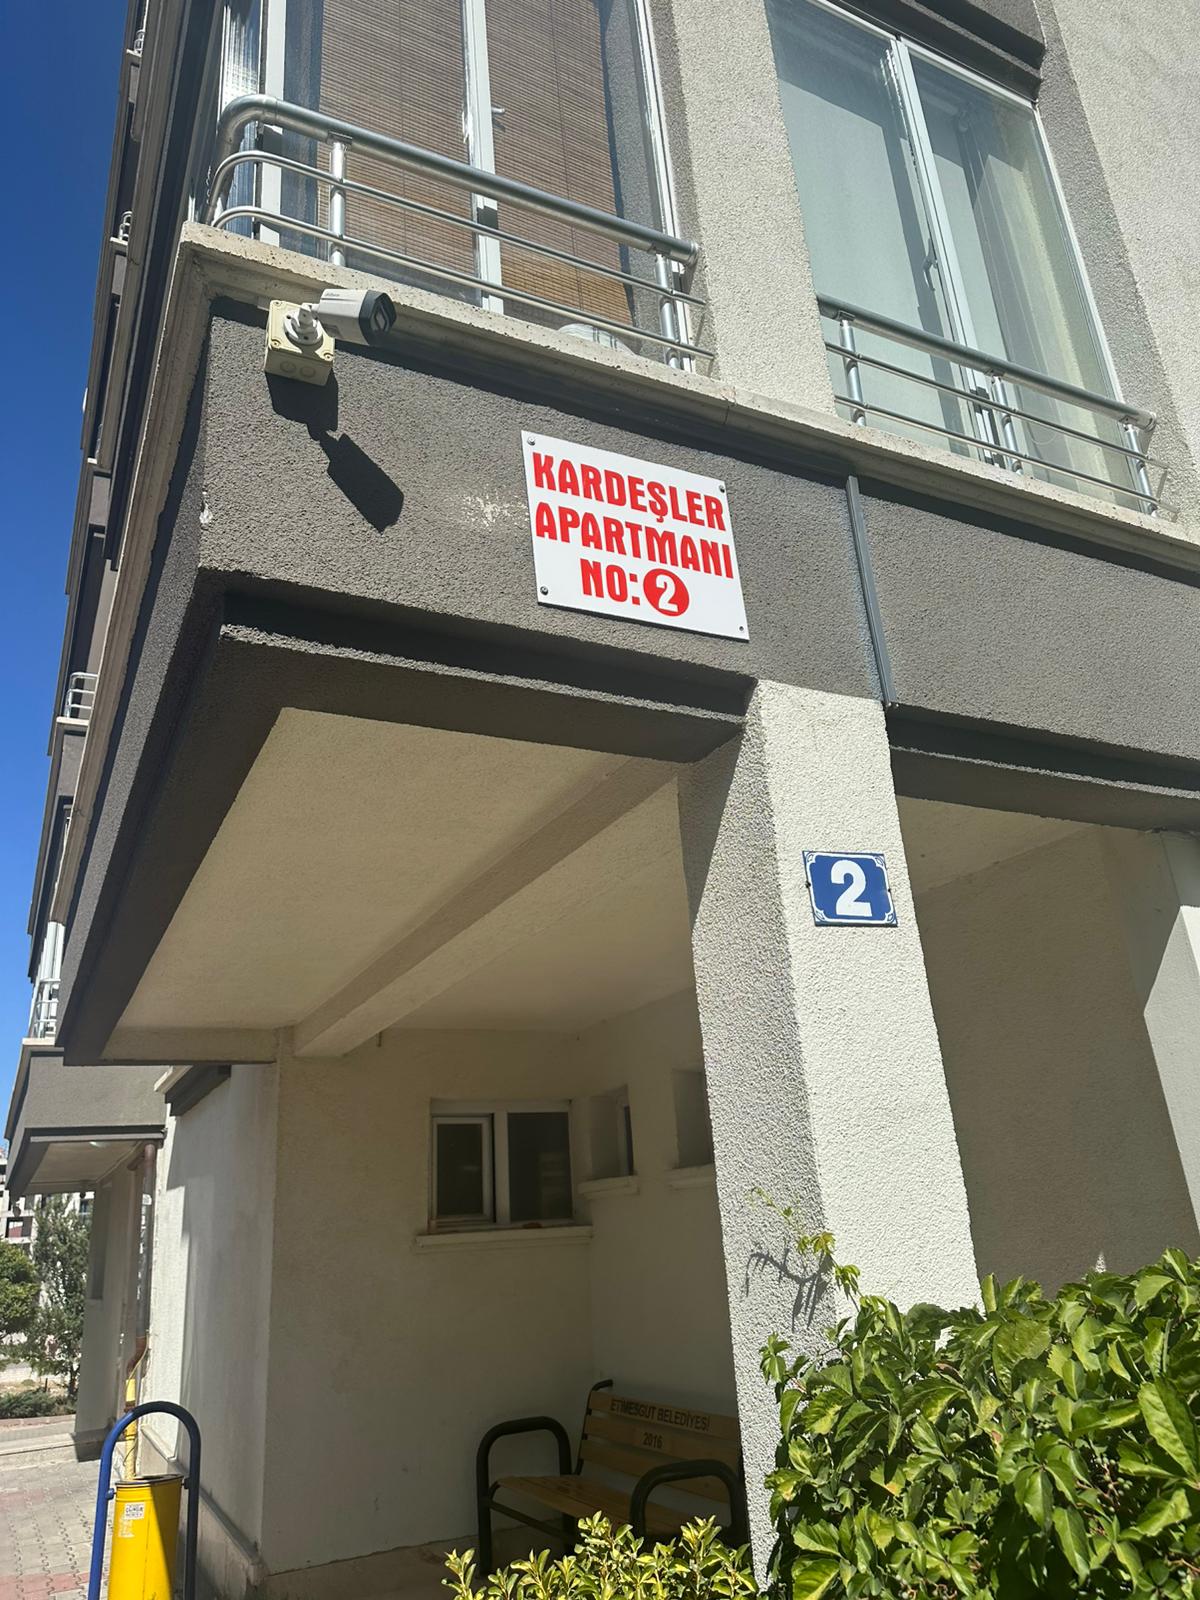 KARDEŞLER
APARTMANI
NO: 2
2
ETİMESGUT BELEDİYESİ
2016